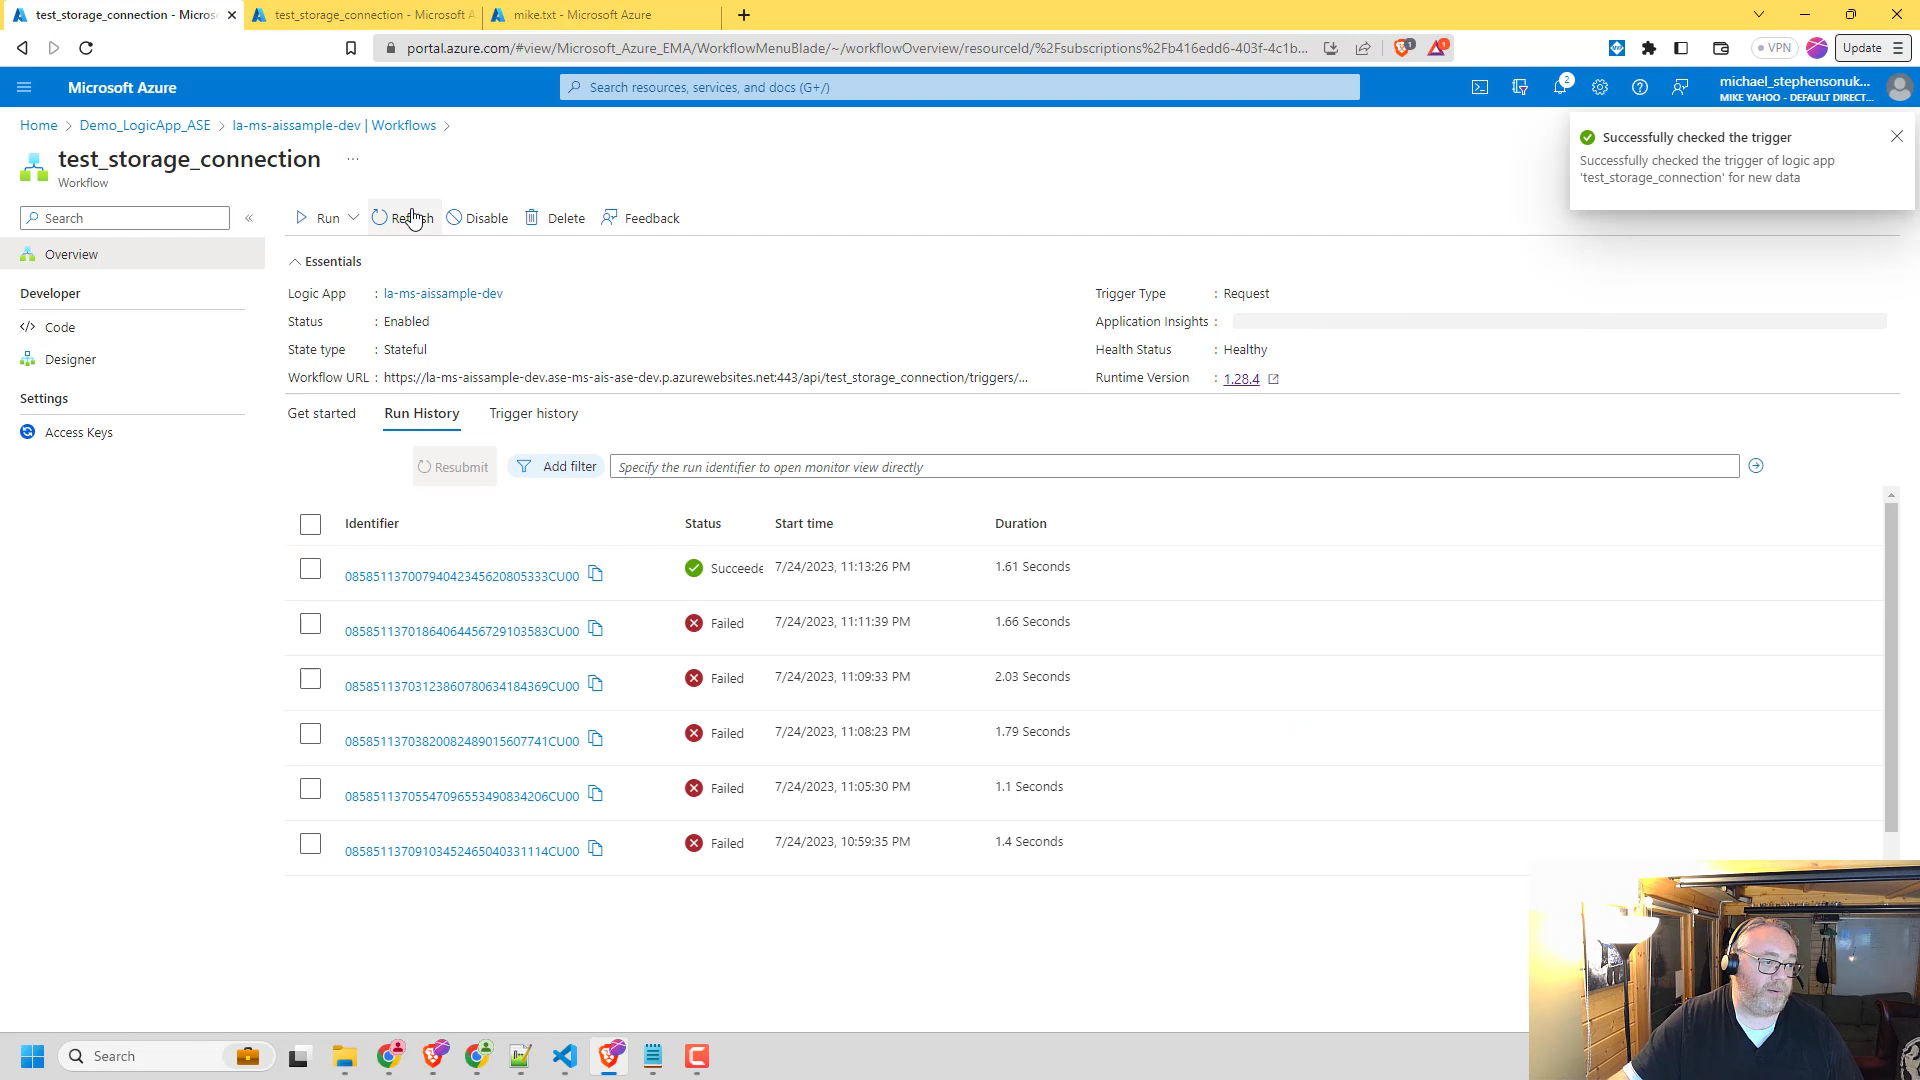 test_storage_connection - Micros
test_storage_connection - Microsoft A
mike.txt - Microsoft Azure
portal.azure.com/#view/Microsoft_Azure_EMA/WorkflowMenuBlade/~/workflowOverview/resourceId/%2Fsubscriptions%2Fb416edd6-403f-4c1b...
1
1
VPN
Update
Microsoft Azure
Search resources, services, and docs (G+/)
2
michael_stephensonuk...
MIKE YAHOO - DEFAULT DIRECT...
Home > Demo_LogicApp_ASE > la-ms-aissample-dev | Workflows >
Successfully checked the trigger
Successfully checked the trigger of logic app
'test_storage_connection' for new data
test_storage_connection ...
Workflow
Search
«
Run
Refresh
Disable
Delete
Feedback
Overview
Developer
Code
Designer
Settings
Access Keys
Essentials
Logic App : la-ms-aissample-dev
Status : Enabled
State type : Stateful
Workflow URL : https://la-ms-aissample-dev.ase-ms-ais-ase-dev.p.azurewebsites.net:443/api/test_storage_connection/triggers/...
Trigger Type : Request
Application Insights :
Health Status : Healthy
Runtime Version : 1.28.4
Get started
Run History
Trigger history
Resubmit
Add filter
Specify the run identifier to open monitor view directly
Identifier Status Start time Duration
08585113700794042345620805333CU00 Succeede 7/24/2023, 11:13:26 PM 1.61 Seconds
08585113701864064456729103583CU00 Failed 7/24/2023, 11:11:39 PM 1.66 Seconds
08585113703123860780634184369CU00 Failed 7/24/2023, 11:09:33 PM 2.03 Seconds
08585113703820082489015607741CU00 Failed 7/24/2023, 11:08:23 PM 1.79 Seconds
08585113705547096553490834206CU00 Failed 7/24/2023, 11:05:30 PM 1.1 Seconds
08585113709103452465040331114CU00 Failed 7/24/2023, 10:59:35 PM 1.4 Seconds
Search